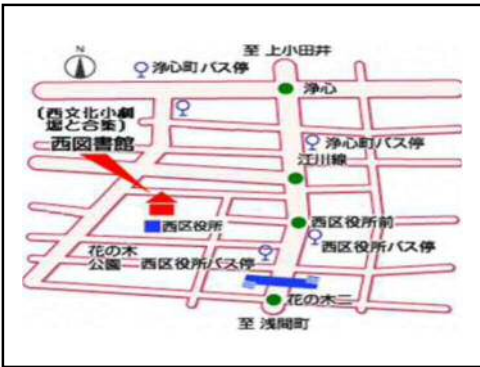 至 上小田井
N
浄心町バス停
浄心
(西文化小劇
場と合築)
西図書館
浄心町バス停
江川線
西区役所
西区役所前
西区役所バス停
花の木
公園
西区役所バス停
花の木二
至 浅間町